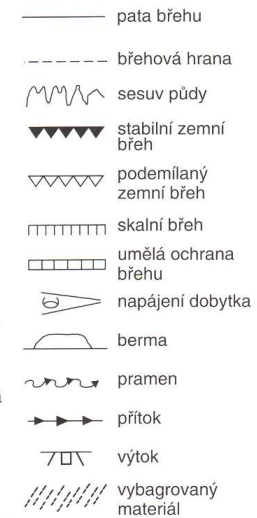 pata břehu
břehová hrana
sesuv půdy
stabilní zemní
břeh
podemílaný
zemní břeh
skalní břeh
umělá ochrana
břehu
napájení dobytka
berma
pramen
přítok
výtok
vybagrovaný
materiál